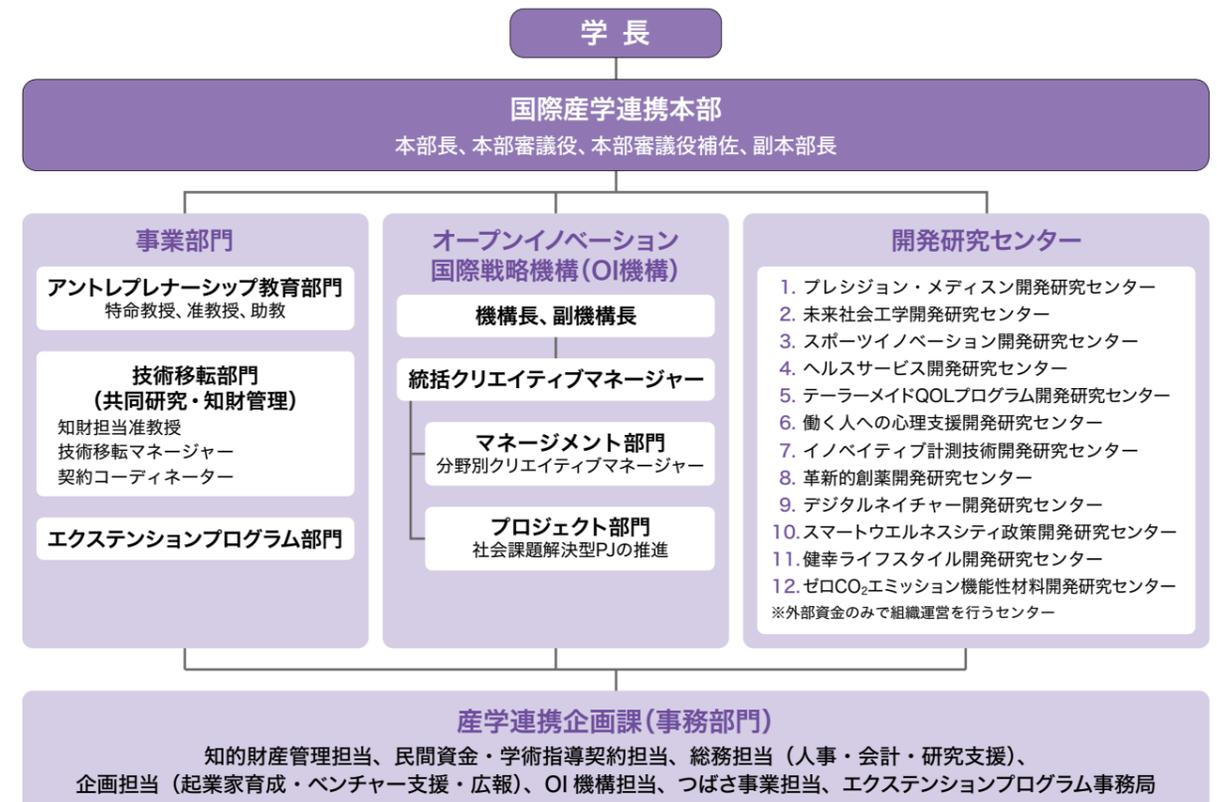 学 長
国際産学連携本部
本部長、本部審議役、本部審議役補佐、副本部長
事業部門
アントレプレナーシップ教育部門
特命教授、准教授、助教
技術移転部門
（共同研究・知財管理）
知財担当准教授
技術移転マネージャー
契約コーディネーター
エクステンションプログラム部門
オープンイノベーション
国際戦略機構（OI機構）
機構長、副機構長
統括クリエイティブマネージャー
マネージメント部門
分野別クリエイティブマネージャー
プロジェクト部門
社会課題解決型PJの推進
開発研究センター
1. プレシジョン・メディスン開発研究センター
2. 未来社会工学開発研究センター
3. スポーツイノベーション開発研究センター
4. ヘルスサービス開発研究センター
5. テーラーメイドQOLプログラム開発研究センター
6. 働く人への心理支援開発研究センター
7. イノベイティブ計測技術開発研究センター
8. 革新的創薬開発研究センター
9. デジタルネイチャー開発研究センター
10. スマートウエルネスシティ政策開発研究センター
11. 健幸ライフスタイル開発研究センター
12. ゼロCO₂エミッション機能性材料開発研究センター
※外部資金のみで組織運営を行うセンター
産学連携企画課（事務部門）
知的財産管理担当、民間資金・学術指導契約担当、総務担当（人事・会計・研究支援）、
企画担当（起業家育成・ベンチャー支援・広報）、OI 機構担当、つばさ事業担当、エクステンションプログラム事務局